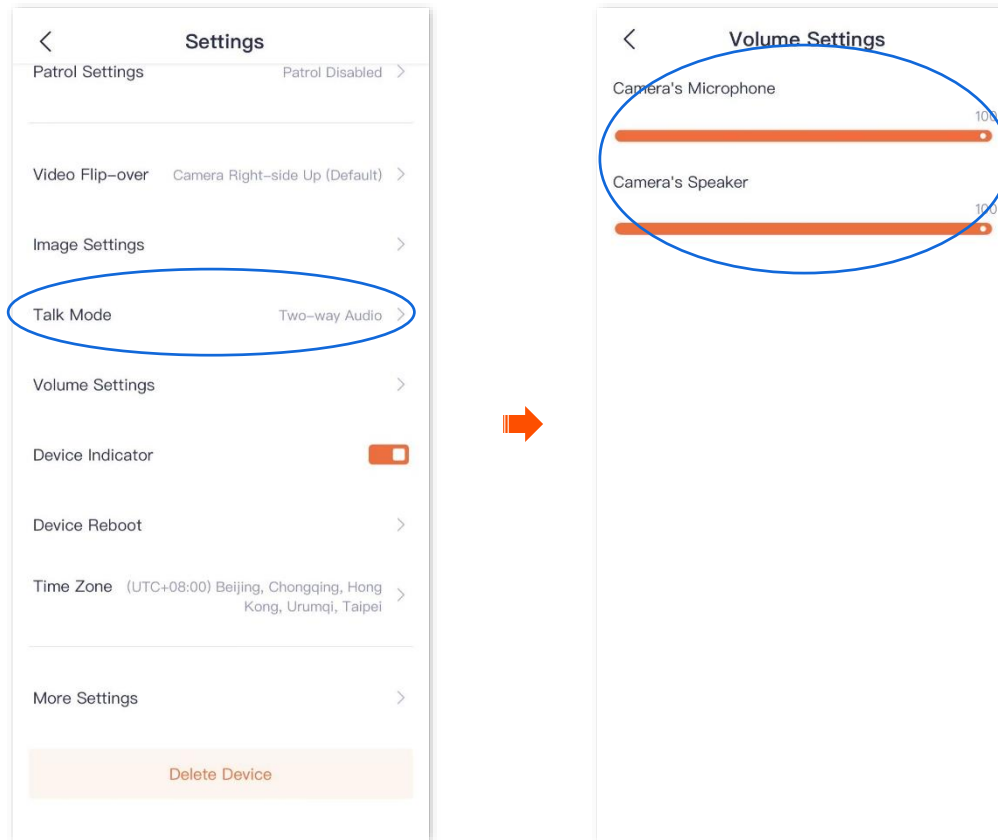 Settings
Patrol Settings Patrol Disabled
Video Flip-over Camera Right-side Up (Default)
Image Settings
Talk Mode Two-way Audio
Volume Settings
Device Indicator
Device Reboot
Time Zone (UTC+08:00) Beijing, Chongqing, Hong
Kong, Urumqi, Taipei
More Settings
Delete Device
Volume Settings
Camera's Microphone
100
Camera's Speaker
100